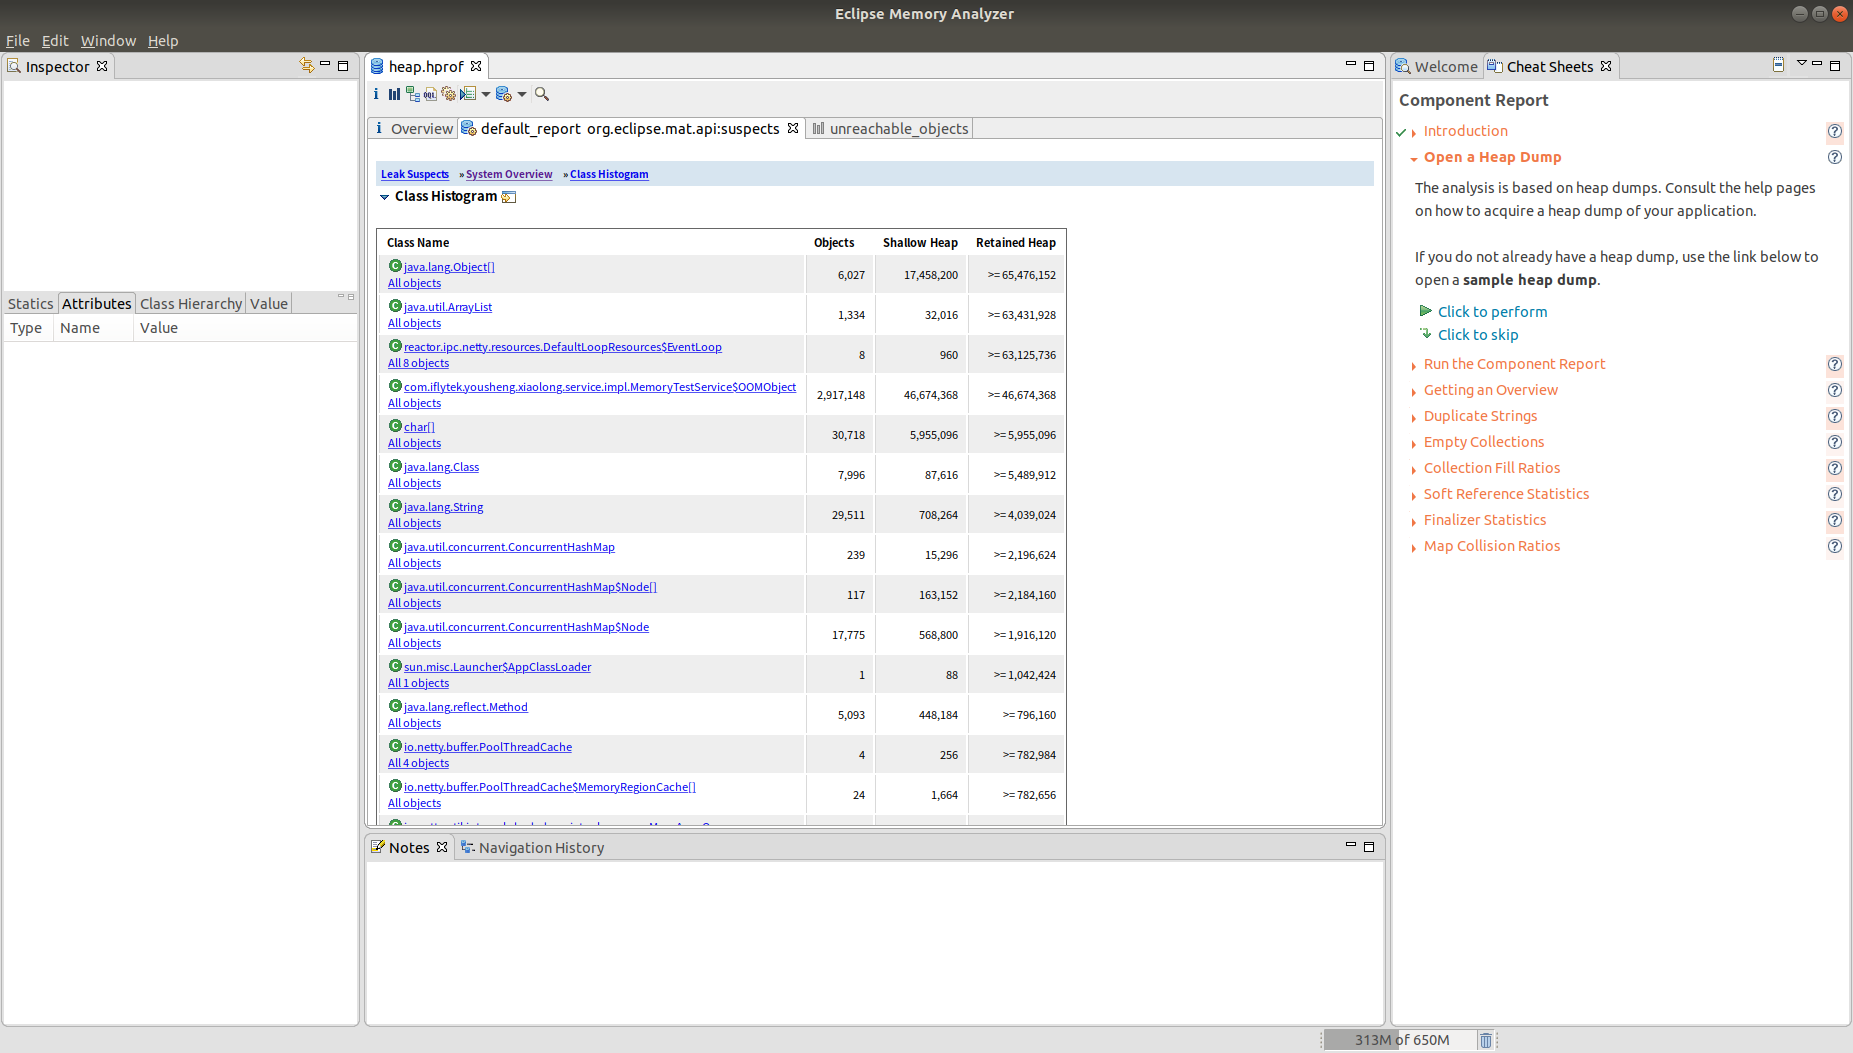 Eclipse Memory Analyzer
File Edit Window Help
Inspector
Statics Attributes Class Hierarchy Value
Type Name Value
heap.hprof
Overview default_report org.eclipse.mat.api:suspects unreachable_objects
Leak Suspects » System Overview » Class Histogram
Class Histogram
Class Name Objects Shallow Heap Retained Heap
java.lang.Object[] 6,027 17,458,200 >= 65,476,152
All objects
java.util.ArrayList 1,334 32,016 >= 63,431,928
All objects
reactor.ipc.netty.resources.DefaultLoopResources$EventLoop 8 960 >= 63,125,736
All 8 objects
com.iflytek.yousheng.xiaolong.service.impl.MemoryTestService$OOMObject 2,917,148 46,674,368 >= 46,674,368
All objects
char[] 30,718 5,955,096 >= 5,955,096
All objects
java.lang.Class 7,996 87,616 >= 5,489,912
All objects
java.lang.String 29,511 708,264 >= 4,039,024
All objects
java.util.concurrent.ConcurrentHashMap 239 15,296 >= 2,196,624
All objects
java.util.concurrent.ConcurrentHashMap$Node[] 117 163,152 >= 2,184,160
All objects
java.util.concurrent.ConcurrentHashMap$Node 17,775 568,800 >= 1,916,120
All objects
sun.misc.Launcher$AppClassLoader 1 88 >= 1,042,424
All 1 objects
java.lang.reflect.Method 5,093 448,184 >= 796,160
All objects
io.netty.buffer.PoolThreadCache 4 256 >= 782,984
All 4 objects
io.netty.buffer.PoolThreadCache$MemoryRegionCache[] 24 1,664 >= 782,656
All objects
Notes Navigation History
Welcome Cheat Sheets
Component Report
Introduction
Open a Heap Dump
The analysis is based on heap dumps. Consult the help pages
on how to acquire a heap dump of your application.
If you do not already have a heap dump, use the link below to
open a sample heap dump.
Click to perform
Click to skip
Run the Component Report
Getting an Overview
Duplicate Strings
Empty Collections
Collection Fill Ratios
Soft Reference Statistics
Finalizer Statistics
Map Collision Ratios
313M of 650M